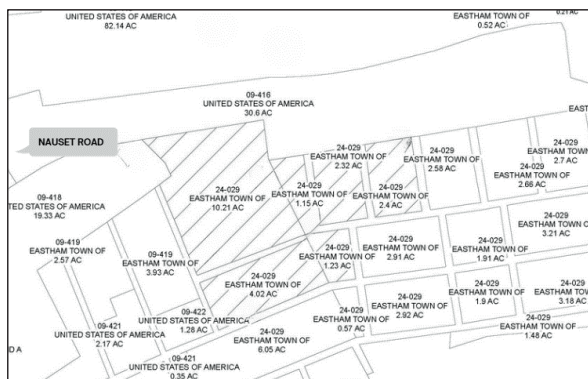 UNITED STATES OF AMERICA
82.14 AC
EASTHAM TOWN OF
0.52 AC
0.21 AC
09-416
UNITED STATES OF AMERICA
30.6 AC
EAST
NAUSET ROAD
24-029
EASTHAM TOWN OF
10.21 AC
24-029
EASTHAM TOWN OF
2.32 AC
24-029
EASTHAM TOWN OF
1.15 AC
24-029
EASTHAM TOWN OF
2.4 AC
24-029
EASTHAM TOWN OF
2.58 AC
24-029
EASTHAM TOWN OF
2.66 AC
24-029
EASTHAM TOWN
2.7 AC
09-418
TED STATES OF AMERICA
19.33 AC
09-419
EASTHAM TOWN OF
2.57 AC
09-419
EASTHAM TOWN OF
3.93 AC
24-029
EASTHAM TOWN OF
4.02 AC
24-029
EASTHAM TOWN OF
1.23 AC
24-029
EASTHAM TOWN OF
2.91 AC
24-029
EASTHAM TOWN OF
1.91 AC
24-029
EASTHAM TOWN OF
3.21 AC
09-421
UNITED STATES OF AMERICA
2.17 AC
09-422
UNITED STATES OF AMERICA
1.28 AC
24-029
EASTHAM TOWN OF
6.05 AC
24-029
EASTHAM TOWN OF
0.57 AC
24-029
EASTHAM TOWN OF
2.92 AC
24-029
EASTHAM TOWN OF
1.9 AC
24-029
EASTHAM TOW
3.18 AC
24-029
EASTHAM TOWN OF
1.48 AC
09-421
UNITED STATES OF AMERICA
0.35 AC
D A